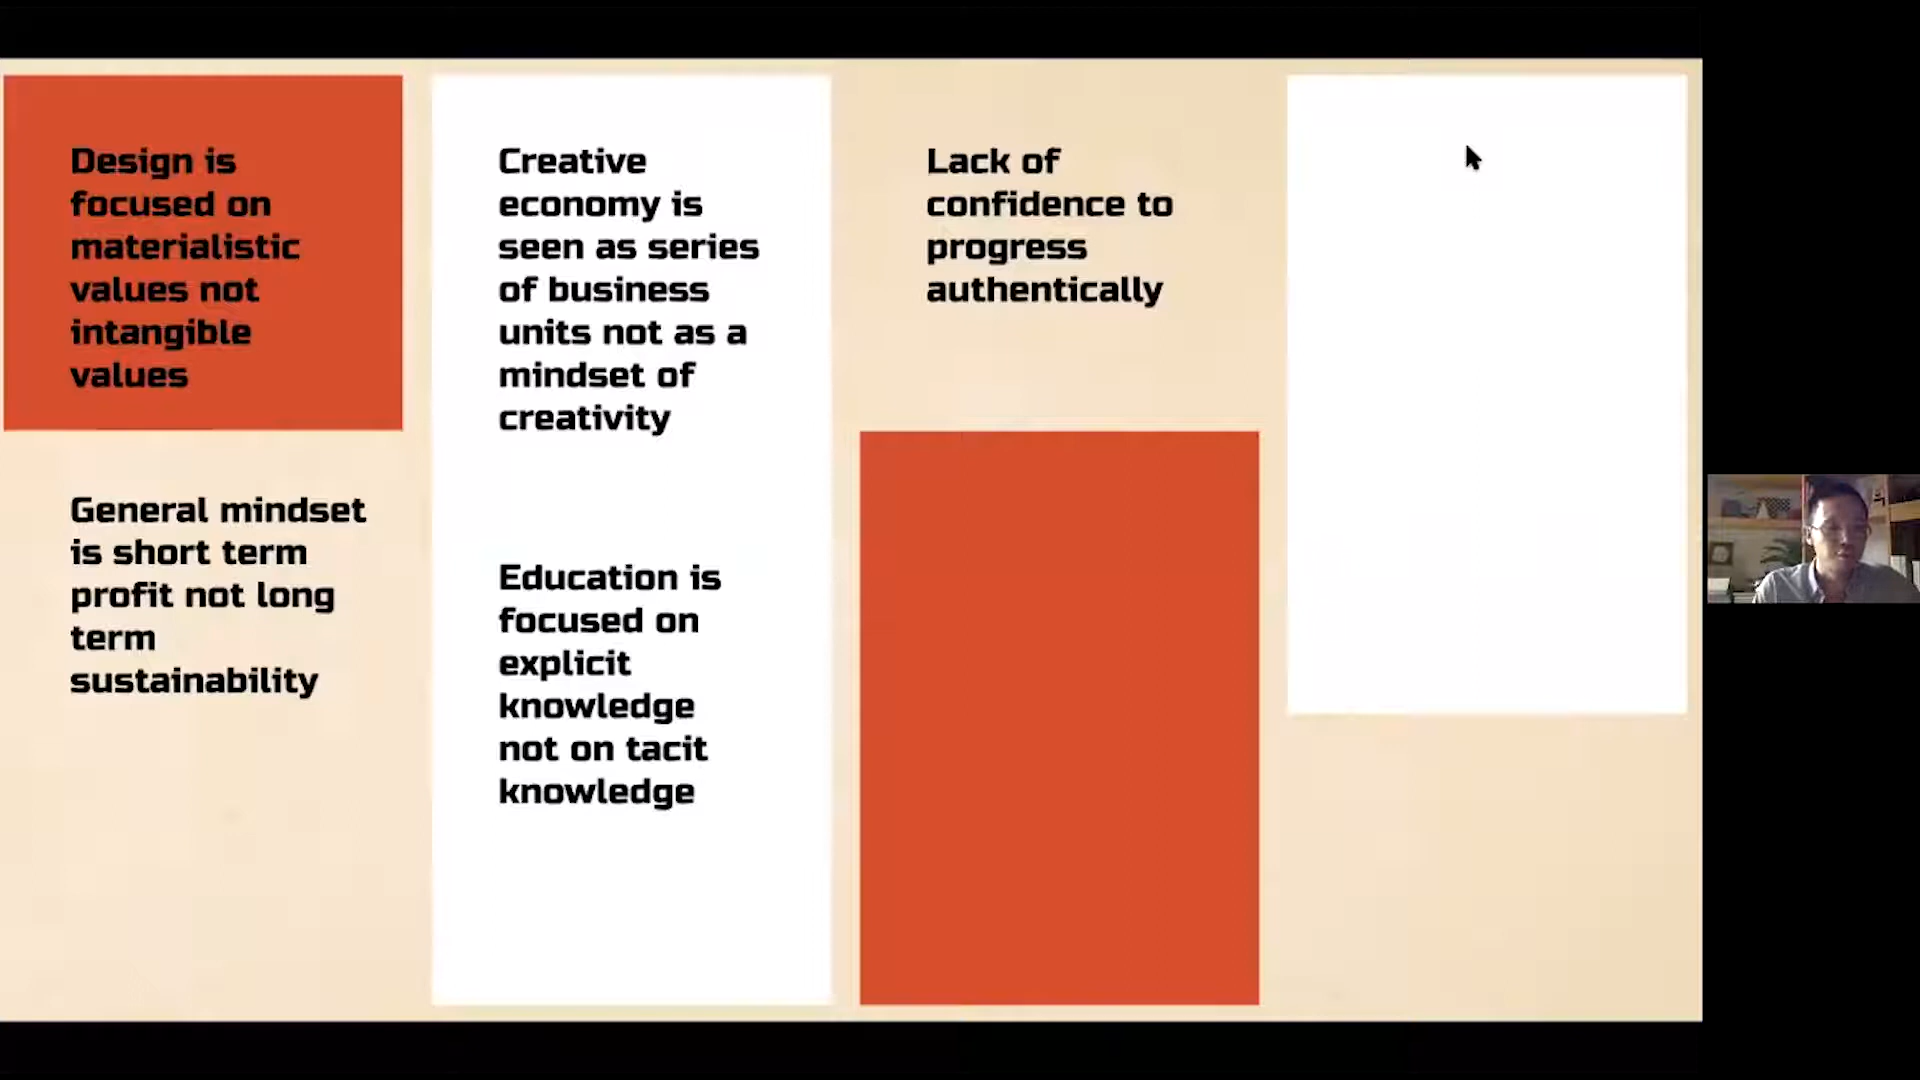 Design is
focused on
materialistic
values not
intangible
values
General mindset
is short term
profit not long
term
sustainability
Creative
economy is
seen as series
of business
units not as a
mindset of
creativity
Education is
focused on
explicit
knowledge
not on tacit
knowledge
Lack of
confidence to
progress
authentically